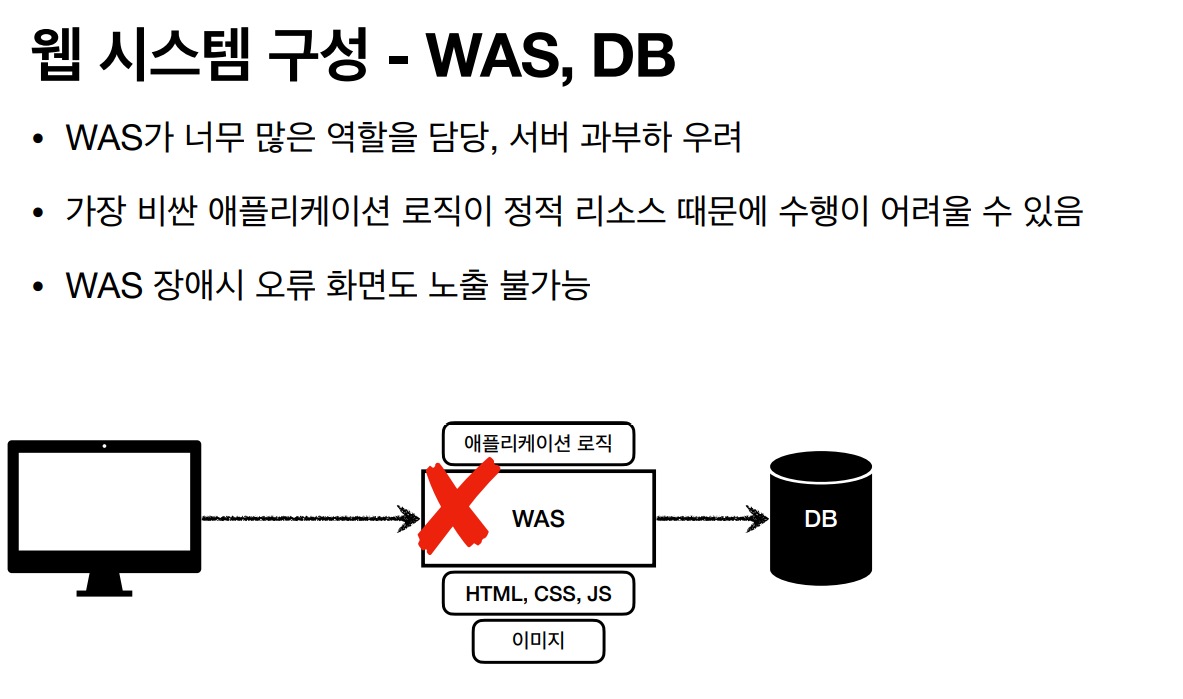 웹 시스템 구성 - WAS, DB
• WAS가 너무 많은 역할을 담당, 서버 과부하 우려
• 가장 비싼 애플리케이션 로직이 정적 리소스 때문에 수행이 어려울 수 있음
• WAS 장애시 오류 화면도 노출 불가능
애플리케이션 로직
WAS
DB
HTML, CSS, JS
이미지